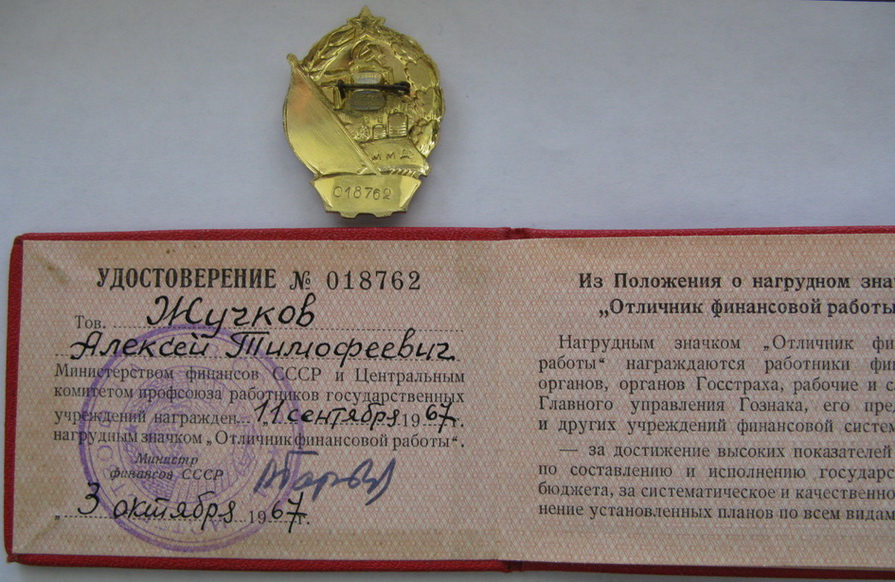 ММД
018762
УДОСТОВЕРЕНИЕ № 018762
Тов. Жучков
Алексей Тимофеевич
Министерством финансов СССР и Центральным
комитетом профсоюза работников государственных
учреждений награжден 11 сентября 1967г.
нагрудным значком „Отличник финансовой работы“.
Министр
финансов СССР
„3 октября 1967г.
Из Положения о нагрудном зна
„Отличник финансовой работы
Нагрудным значком „Отличник фи
работы“ награждаются работники фи
органов, органов Госстраха, рабочие и с
Главного управления Гознака, его пре
и других учреждений финансовой систем
— за достижение высоких показателей
по составлению и исполнению государс
бюджета, за систематическое и качественно
нение установленных планов по всем видам